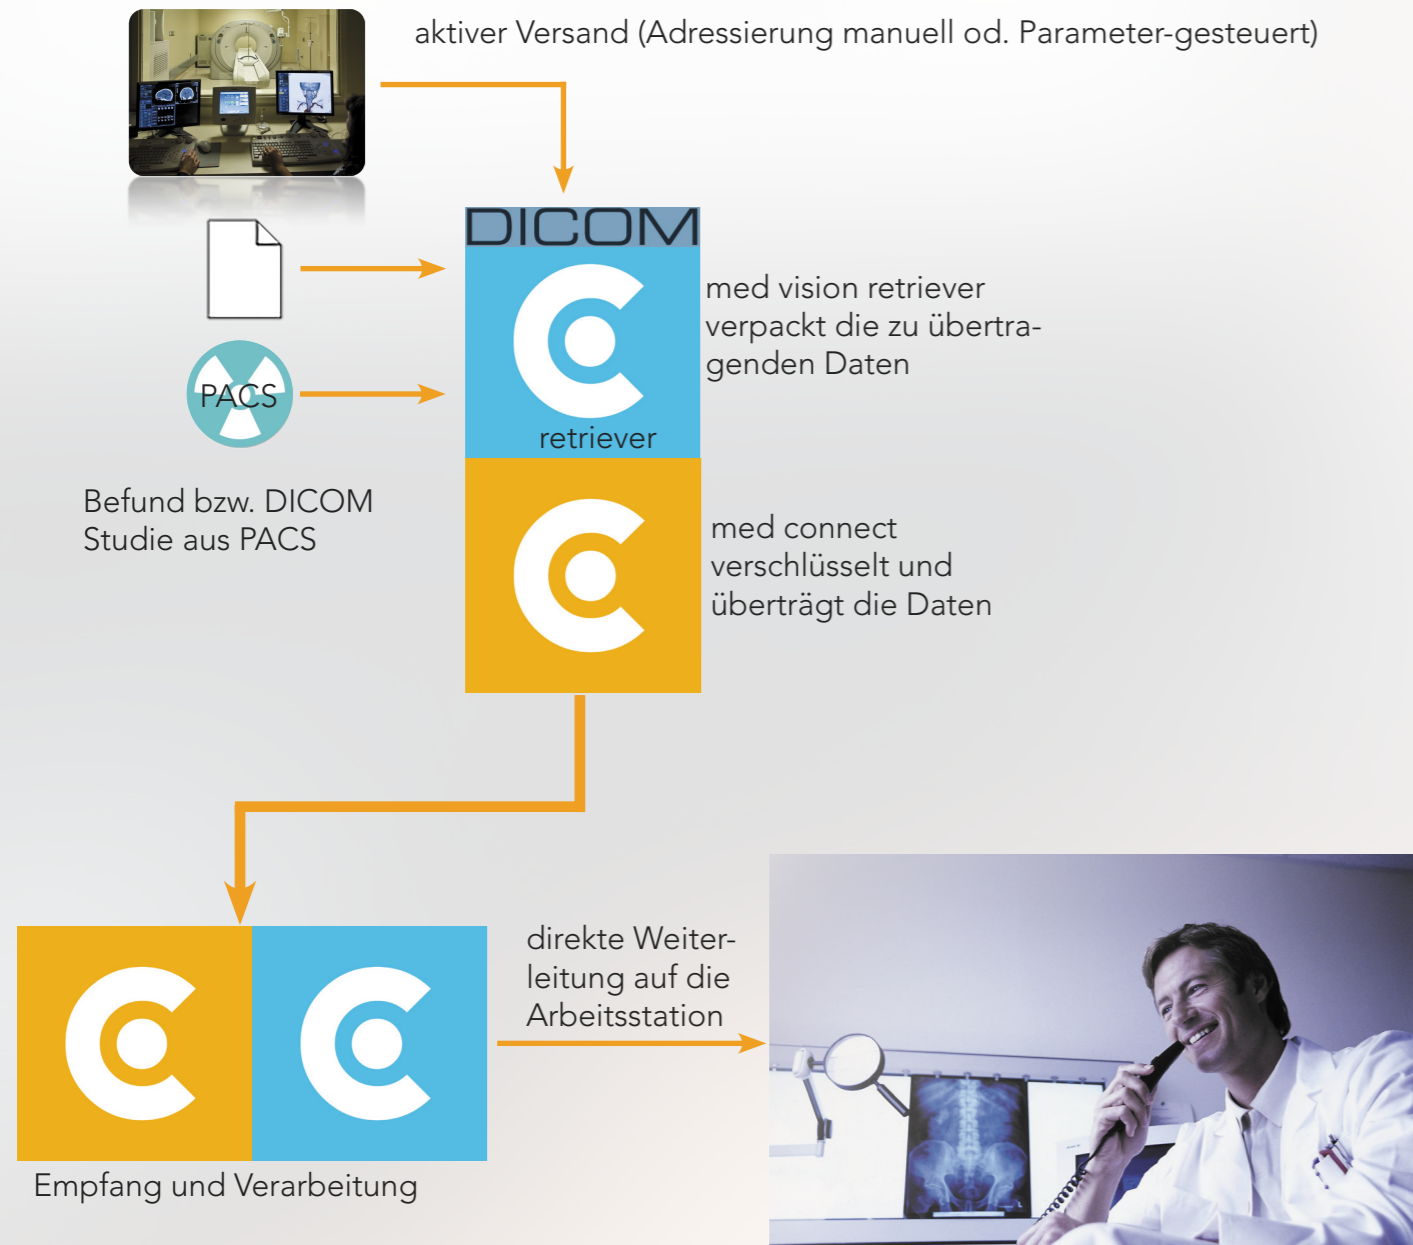 aktiver Versand (Adressierung manuell od. Parameter-gesteuert)
DICOM
med vision retriever
verpackt die zu übertra-
genden Daten
PACS
retriever
Befund bzw. DICOM
Studie aus PACS
med connect
verschlüsselt und
überträgt die Daten
direkte Weiter-
leitung auf die
Arbeitsstation
Empfang und Verarbeitung